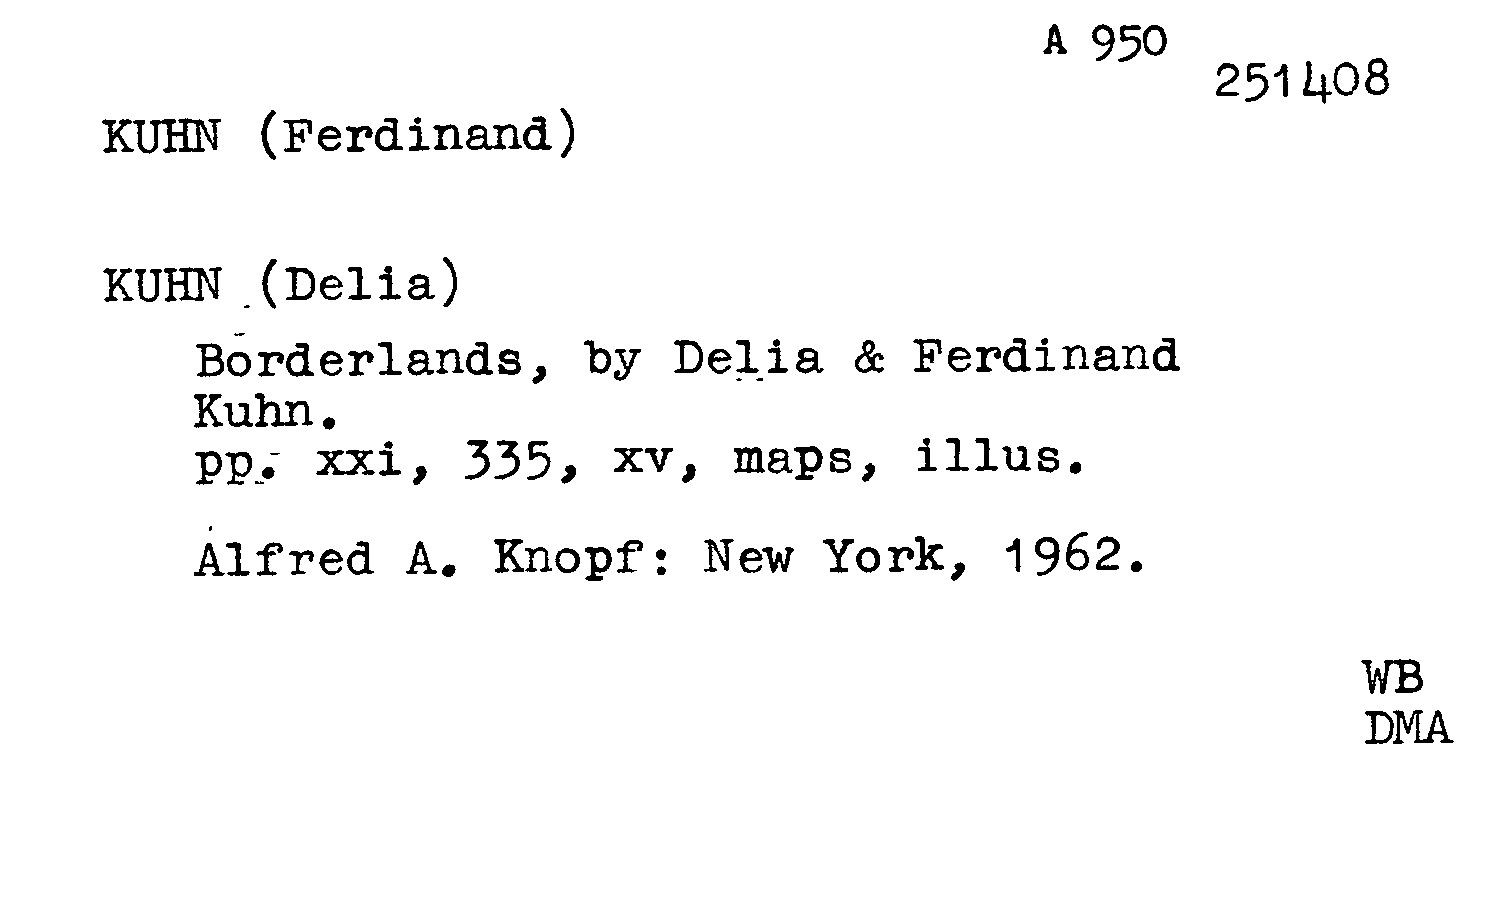 A 950
251408
KUHN (Ferdinand)
KUHN (Delia)
Borderlands, by Delia & Ferdinand
Kuhn.
pp. xxi, 335, xv, maps, illus.
Alfred A. Knopf: New York, 1962.
WB
DMA